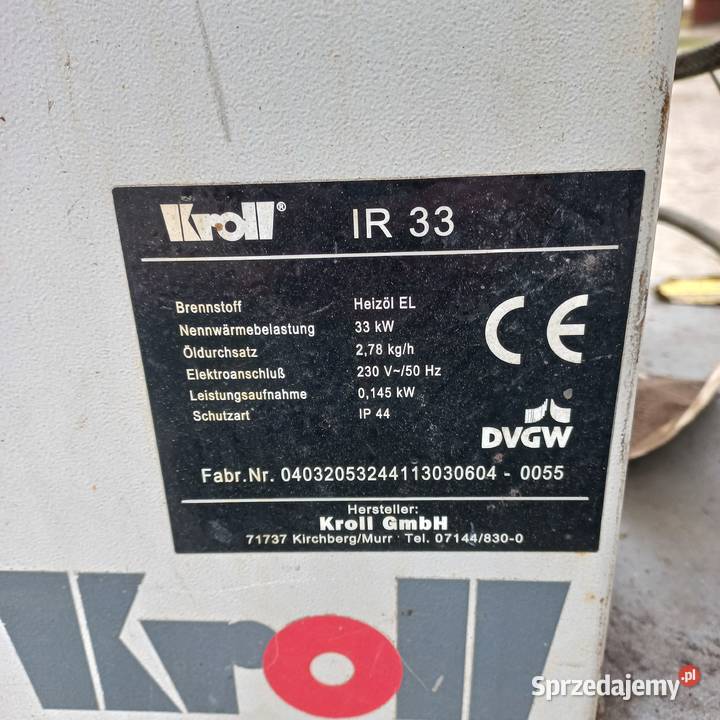 Kroll® IR 33
Brennstoff Heizöl EL
Nennwärmebelastung 33 kW
Öldurchsatz 2,78 kg/h
Elektroanschluß 230 V~/50 Hz
Leistungsaufnahme 0,145 kW
Schutzart IP 44
CE
DVGW
Fabr.Nr. 04032053244113030604 - 0055
Hersteller:
Kroll GmbH
71737 Kirchberg/Murr Tel. 07144/830-0
Kroll
Sprzedajemy.pl